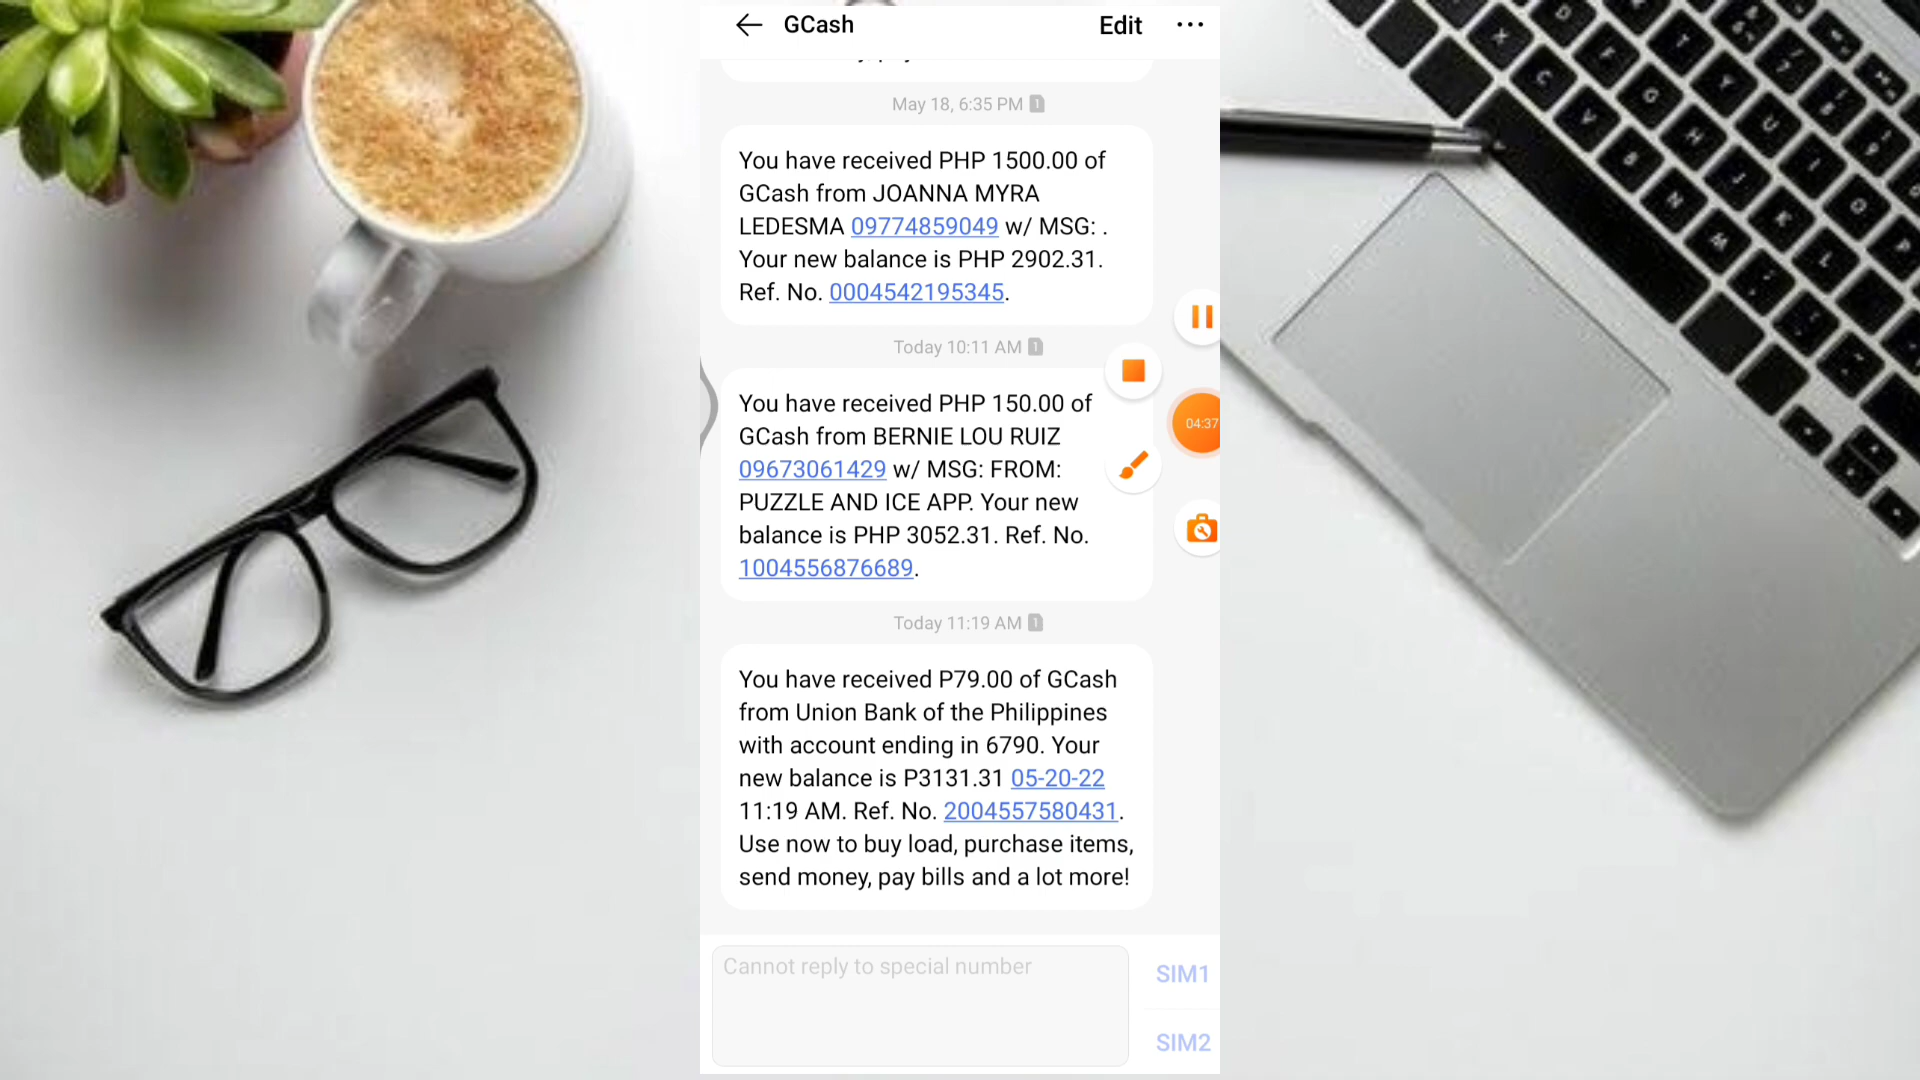 GCash
Edit
May 18, 6:35 PM 1
You have received PHP 1500.00 of
GCash from JOANNA MYRA
LEDESMA 09774859049 w/ MSG: .
Your new balance is PHP 2902.31.
Ref. No. 0004542195345.
Today 10:11 AM 1
You have received PHP 150.00 of
GCash from BERNIE LOU RUIZ
09673061429 w/ MSG: FROM:
PUZZLE AND ICE APP. Your new
balance is PHP 3052.31. Ref. No.
1004556876689.
04:37
Today 11:19 AM 1
You have received P79.00 of GCash
from Union Bank of the Philippines
with account ending in 6790. Your
new balance is P3131.31 05-20-22
11:19 AM. Ref. No. 2004557580431.
Use now to buy load, purchase items,
send money, pay bills and a lot more!
Cannot reply to special number
SIM1
SIM2